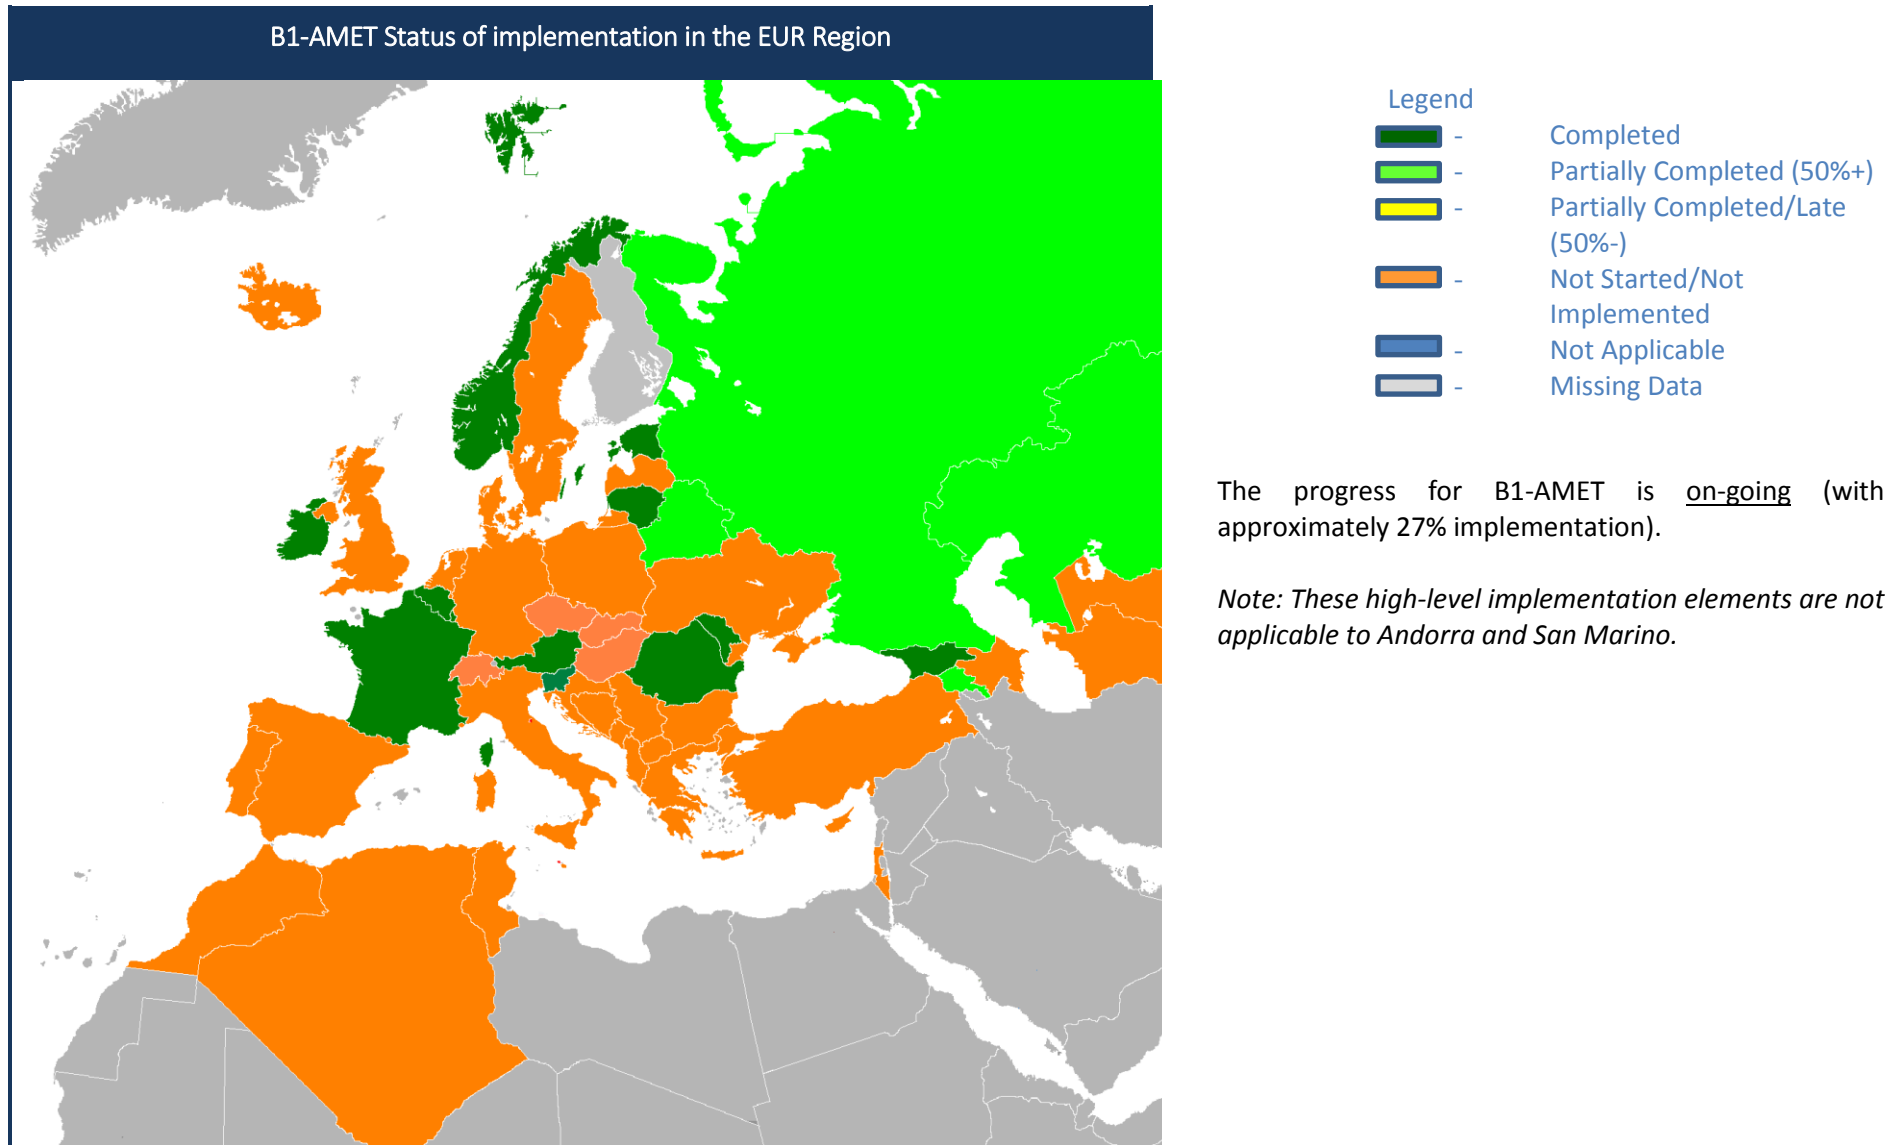 B1-AMET Status of implementation in the EUR Region
Legend
- Completed
- Partially Completed (50%+)
- Partially Completed/Late
(50%-)
- Not Started/Not
Implemented
- Not Applicable
- Missing Data
The progress for B1-AMET is on-going (with
approximately 27% implementation).
Note: These high-level implementation elements are not
applicable to Andorra and San Marino.